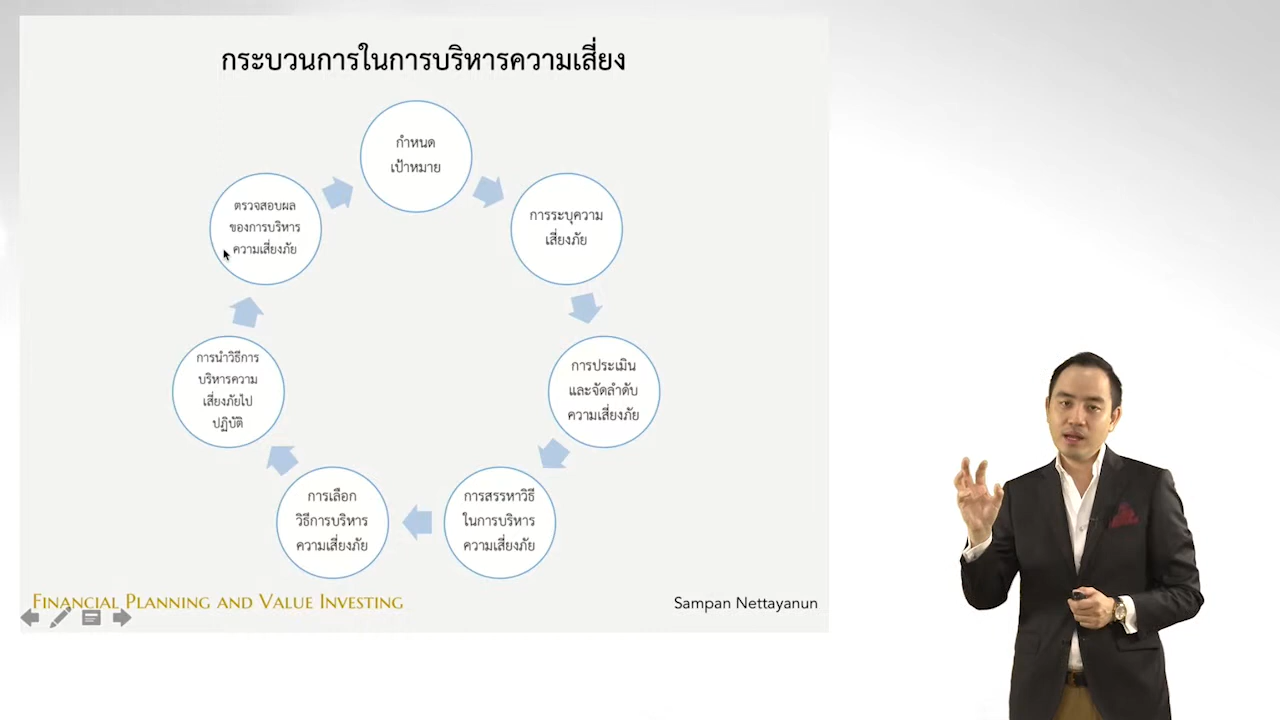 กระบวนการในการบริหารความเสี่ยง
กำหนด
เป้าหมาย
การระบุความ
เสี่ยงภัย
การประเมิน
และจัดลำดับ
ความเสี่ยงภัย
การสรรหาวิธี
ในการบริหาร
ความเสี่ยงภัย
การเลือก
วิธีการบริหาร
ความเสี่ยงภัย
การนำวิธีการ
บริหารความ
เสี่ยงภัยไป
ปฏิบัติ
ตรวจสอบผล
ของการบริหาร
ความเสี่ยงภัย
Financial Planning and Value Investing
Sampan Nettayanun